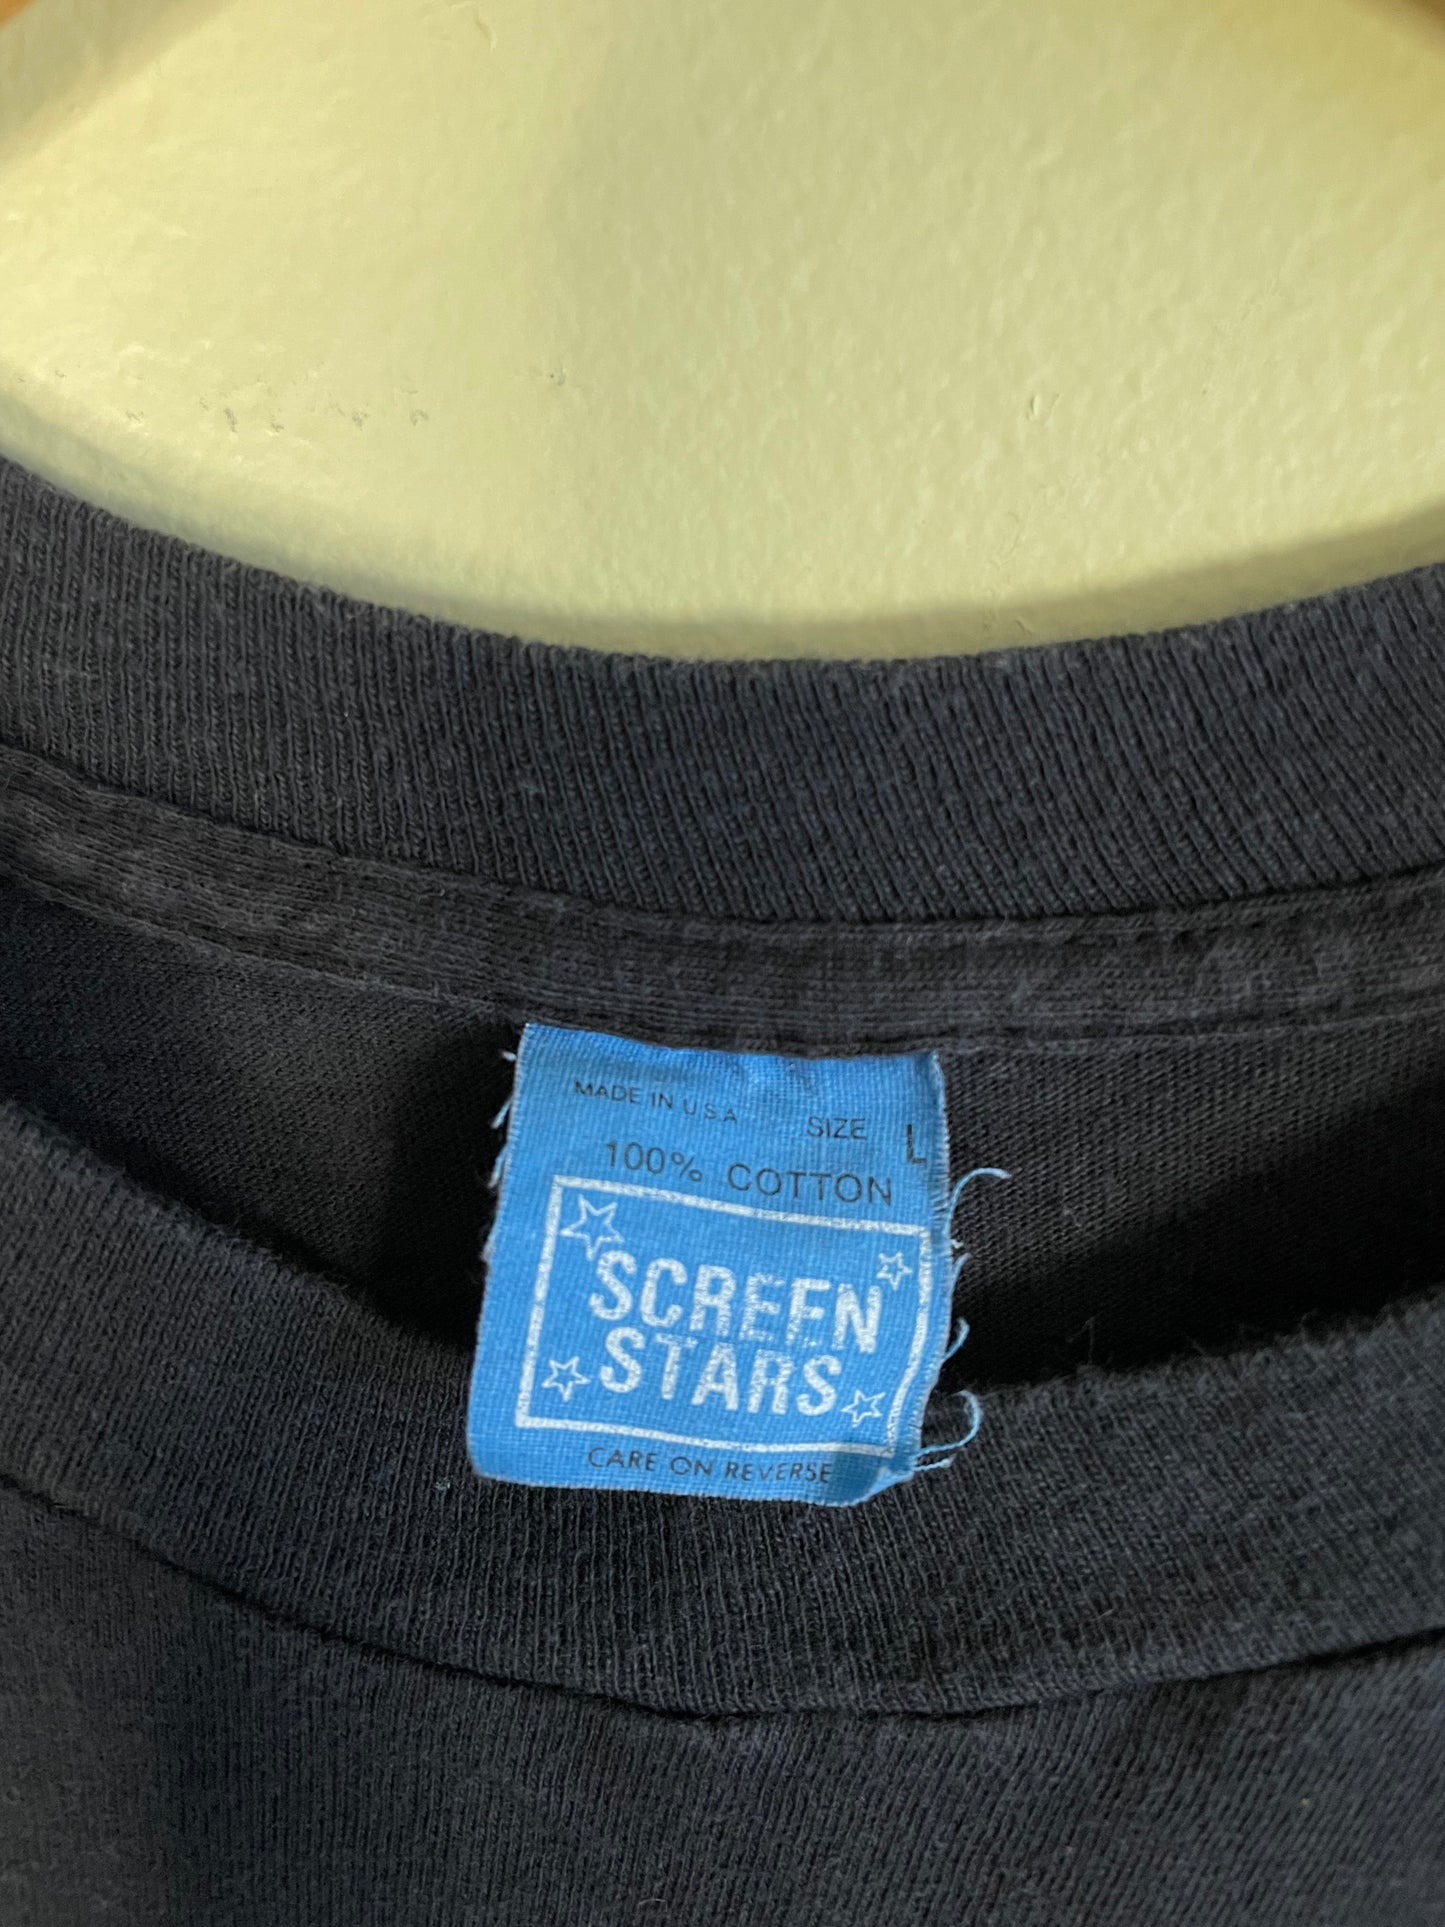 MADE IN U.S.A.
SIZE L
100% COTTON
SCREEN
STARS
CARE ON REVERSE